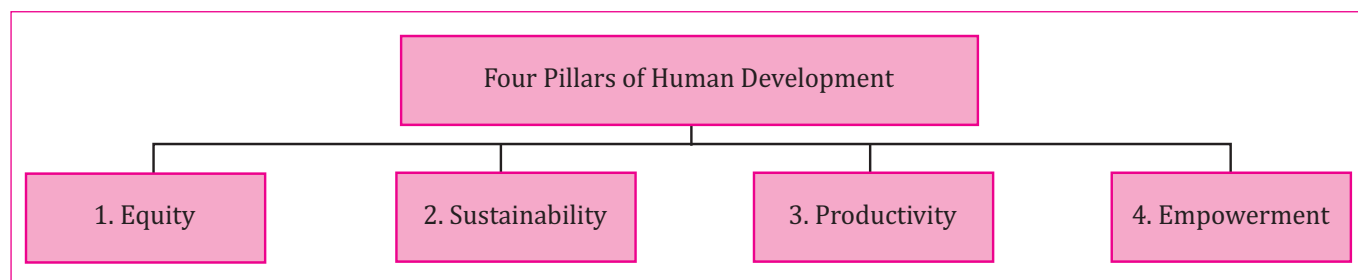 Four Pillars of Human Development
1. Equity
2. Sustainability
3. Productivity
4. Empowerment